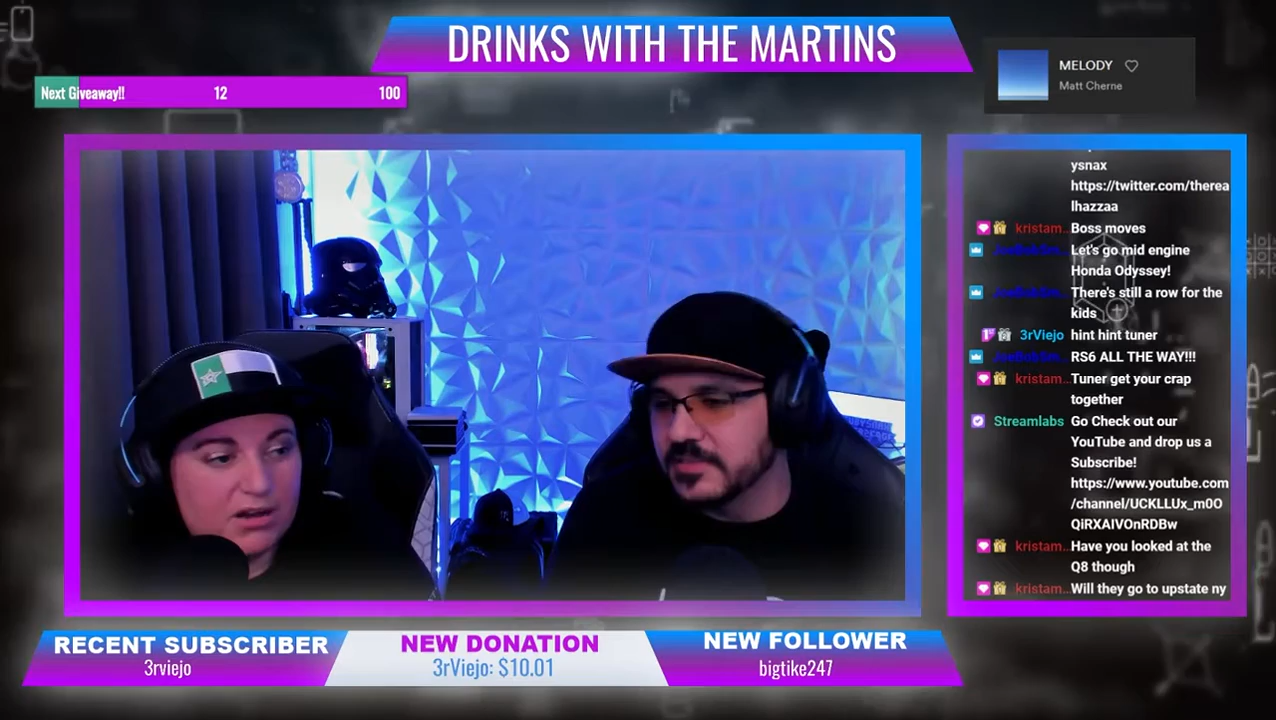 DRINKS WITH THE MARTINS
Next Giveaway!! 12 100
MELODY
Matt Cherne
ysnax
https://twitter.com/therea
lhazzaa
kristam... Boss moves
Let's go mid engine
Honda Odyssey!
There's still a row for the
kids
3rViejo hint hint tuner
RS6 ALL THE WAY!!!
kristam... Tuner get your crap
together
Streamlabs Go Check out our
YouTube and drop us a
Subscribe!
https://www.youtube.com
/channel/UCKLLUx_m0O
QiRXAIVOnRDBw
kristam... Have you looked at the
Q8 though
kristam... Will they go to upstate ny
RECENT SUBSCRIBER
3rviejo
NEW DONATION
3rViejo: $10.01
NEW FOLLOWER
bigtike247